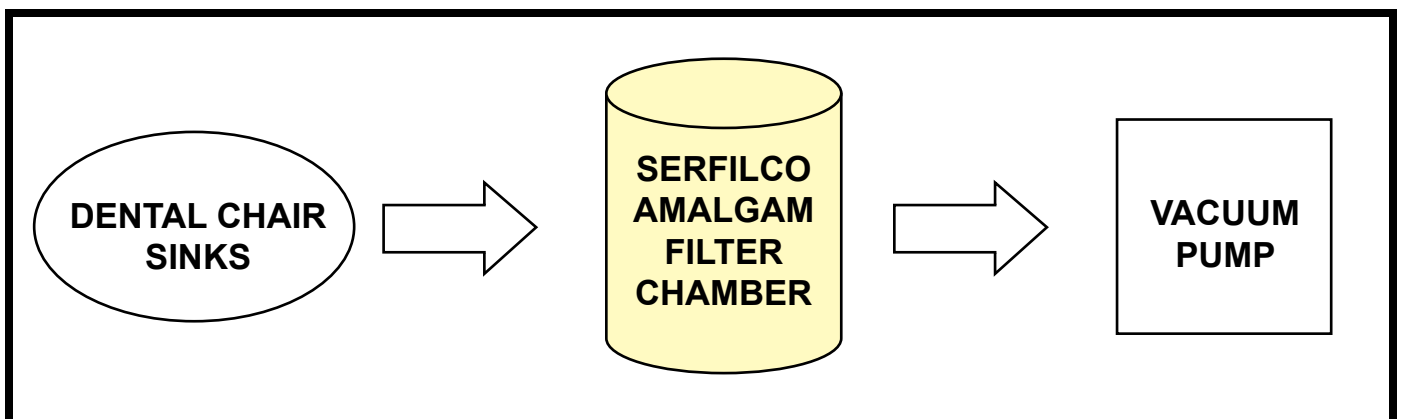 DENTAL CHAIR
SINKS
SERFILCO
AMALGAM
FILTER
CHAMBER
VACUUM
PUMP